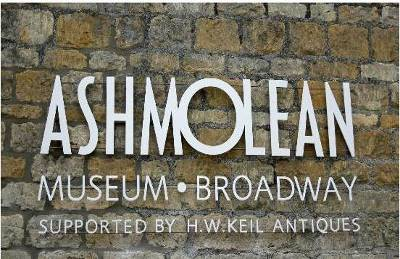 ASHMOLEAN
MUSEUM • BROADWAY
SUPPORTED BY H.W.KEIL ANTIQUES